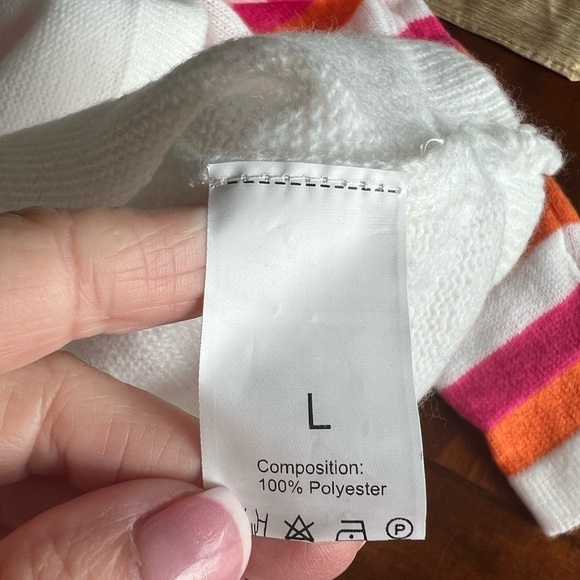 L
Composition:
100% Polyester
P